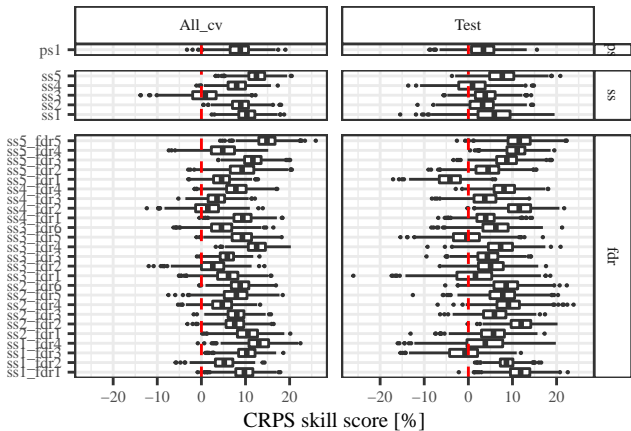 All_cv
Test
ps1
ps
ss5
ss4
ss3
ss2
ss1
ss
ss5_fdr5
ss5_fdr4
ss5_fdr3
ss5_fdr2
ss5_fdr1
ss4_fdr4
ss4_fdr3
ss4_fdr2
ss4_fdr1
ss3_fdr6
ss3_fdr5
ss3_fdr4
ss3_fdr3
ss3_fdr2
ss3_fdr1
ss2_fdr6
ss2_fdr5
ss2_fdr4
ss2_fdr3
ss2_fdr2
ss2_fdr1
ss1_fdr4
ss1_fdr3
ss1_fdr2
ss1_fdr1
fdr
−20 −10 0 10 20 −20 −10 0 10 20
CRPS skill score [%]